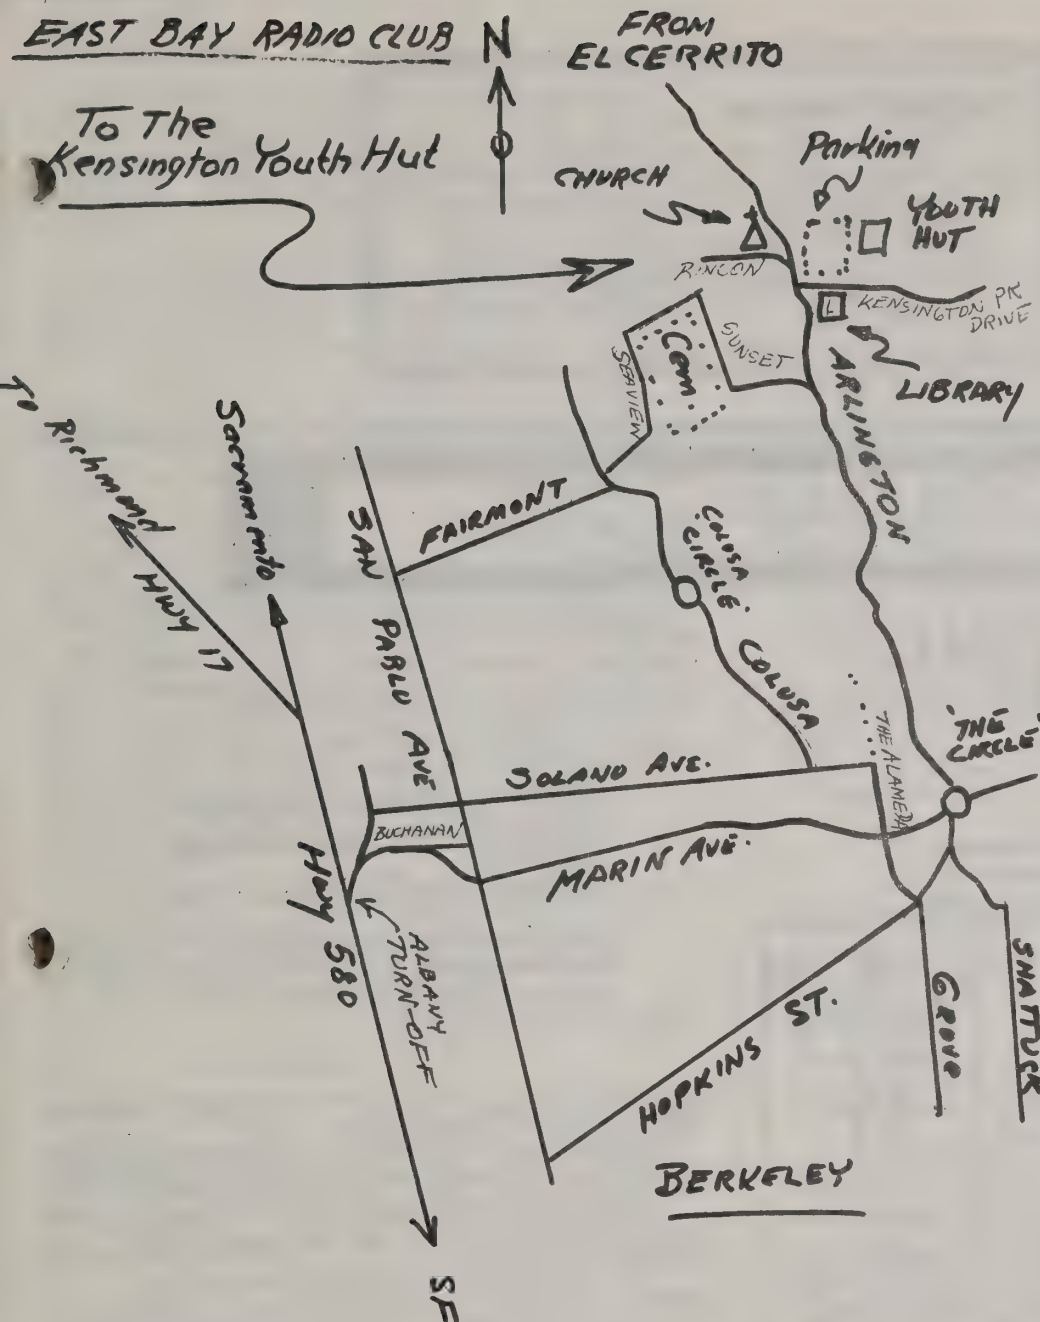 EAST BAY RADIO CLUB
N
FROM
EL CERRITO
To The
Kensington Youth Hut
Parking
CHURCH
YOUTH
HUT
RINCON
KENSINGTON PK
DRIVE
L
LIBRARY
SUNSET
Cem
SEAVIEW
ARLINGTON
To Richmond
HWY 17
Sacramento
FAIRMONT
SAN PABLO AVE
COLUSA
CIRCLE
COLUSA
THE ALAMEDA
'THE
CIRCLE'
SOLANO AVE.
BUCHANAN
MARIN AVE.
Hwy 580
ALBANY
TURN-OFF
HOPKINS ST.
GROVE
SHATTUCK
BERKELEY
SF